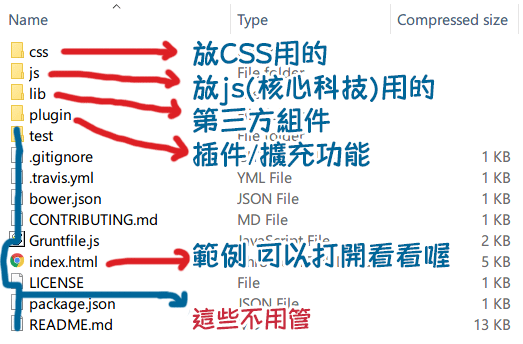 Name Type Compressed size
css 放CSS用的
js 放js(核心科技)用的
lib 第三方組件
plugin 插件/擴充功能
test
.gitignore 1 KB
.travis.yml YML File 1 KB
bower.json JSON File 1 KB
CONTRIBUTING.md MD File 1 KB
Gruntfile.js JavaScript File 2 KB
index.html 範例 可以打開看看喔 5 KB
LICENSE File 1 KB
package.json JSON File 1 KB
README.md 這些不用管 13 KB